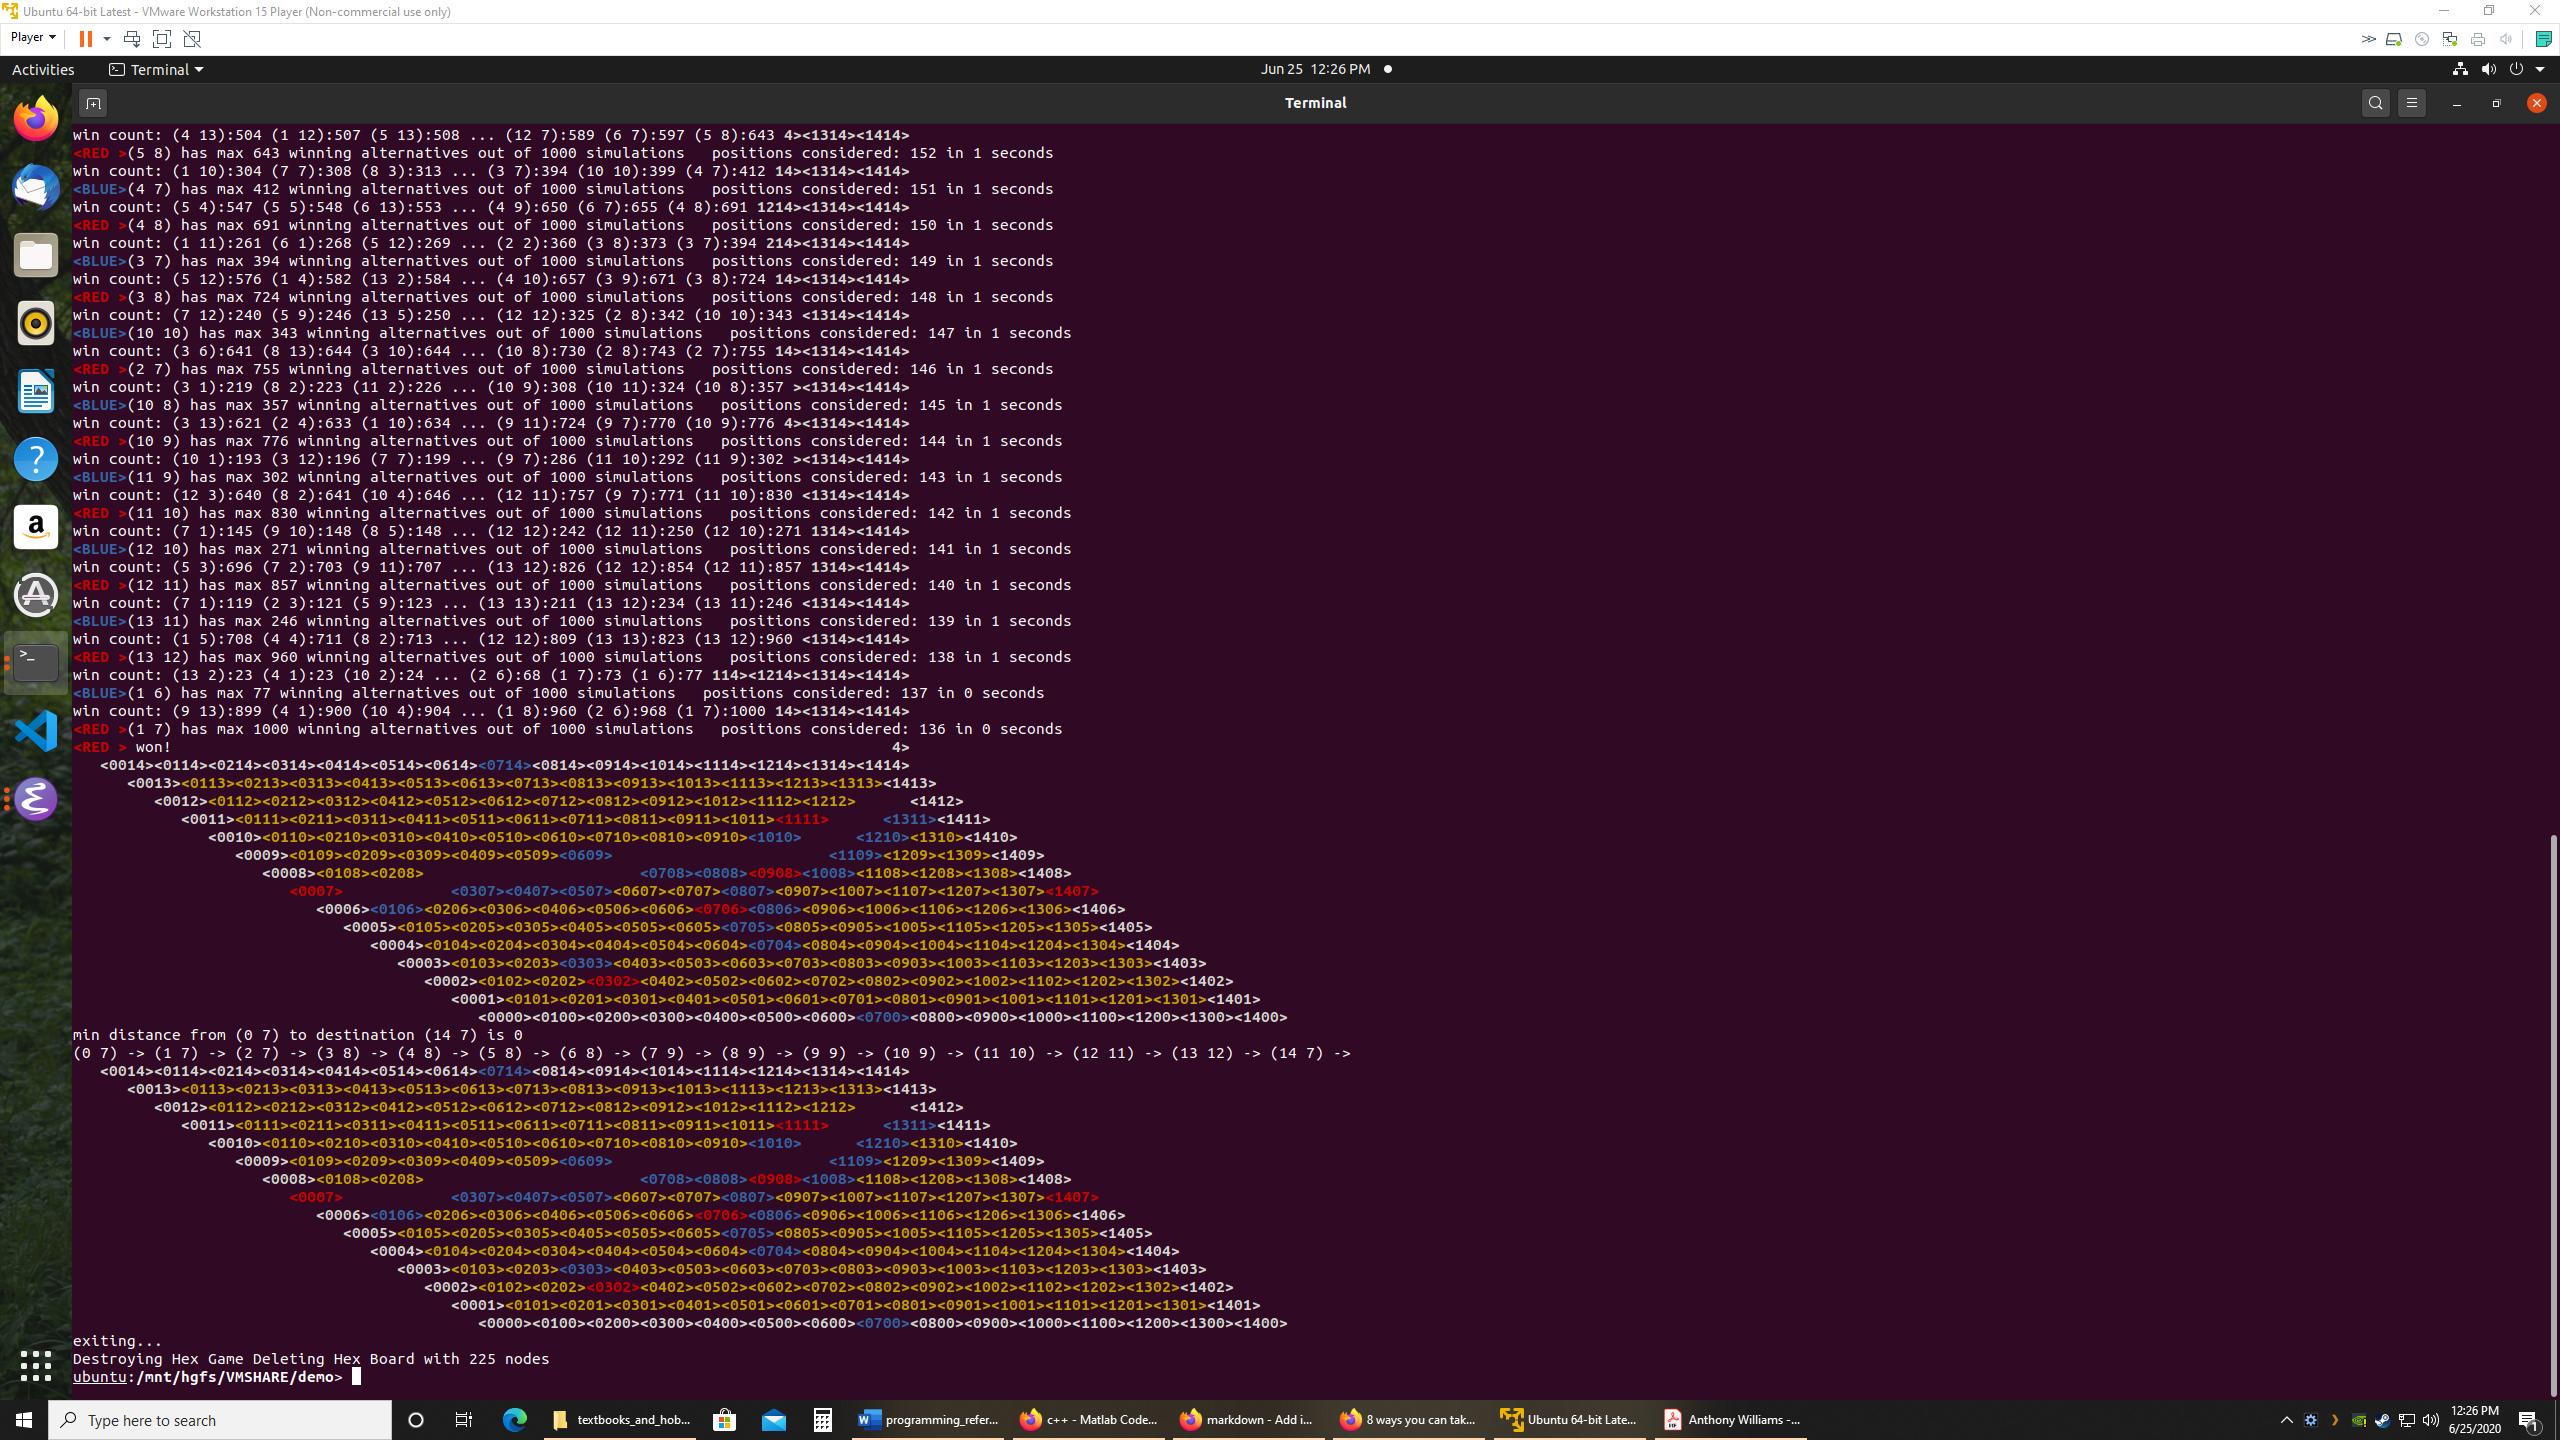 Ubuntu 64-bit Latest - VMware Workstation 15 Player (Non-commercial use only)
Player
Activities Terminal Jun 25 12:26 PM
Terminal
win count: (4 13):504 (1 12):507 (5 13):508 ... (12 7):589 (6 7):597 (5 8):643 4><1314><1414>
<RED >(5 8) has max 643 winning alternatives out of 1000 simulations   positions considered: 152 in 1 seconds
win count: (1 10):304 (7 7):308 (8 3):313 ... (3 7):394 (10 10):399 (4 7):412 14><1314><1414>
<BLUE>(4 7) has max 412 winning alternatives out of 1000 simulations   positions considered: 151 in 1 seconds
win count: (5 4):547 (5 5):548 (6 13):553 ... (4 9):650 (6 7):655 (4 8):691 1214><1314><1414>
<RED >(4 8) has max 691 winning alternatives out of 1000 simulations   positions considered: 150 in 1 seconds
win count: (1 11):261 (6 1):268 (5 12):269 ... (2 2):360 (3 8):373 (3 7):394 214><1314><1414>
<BLUE>(3 7) has max 394 winning alternatives out of 1000 simulations   positions considered: 149 in 1 seconds
win count: (5 12):576 (1 4):582 (13 2):584 ... (4 10):657 (3 9):671 (3 8):724 14><1314><1414>
<RED >(3 8) has max 724 winning alternatives out of 1000 simulations   positions considered: 148 in 1 seconds
win count: (7 12):240 (5 9):246 (13 5):250 ... (12 12):325 (2 8):342 (10 10):343 <1314><1414>
<BLUE>(10 10) has max 343 winning alternatives out of 1000 simulations   positions considered: 147 in 1 seconds
win count: (3 6):641 (8 13):644 (3 10):644 ... (10 8):730 (2 8):743 (2 7):755 14><1314><1414>
<RED >(2 7) has max 755 winning alternatives out of 1000 simulations   positions considered: 146 in 1 seconds
win count: (3 1):219 (8 2):223 (11 2):226 ... (10 9):308 (10 11):324 (10 8):357 ><1314><1414>
<BLUE>(10 8) has max 357 winning alternatives out of 1000 simulations   positions considered: 145 in 1 seconds
win count: (3 13):621 (2 4):633 (1 10):634 ... (9 11):724 (9 7):770 (10 9):776 4><1314><1414>
<RED >(10 9) has max 776 winning alternatives out of 1000 simulations   positions considered: 144 in 1 seconds
win count: (10 1):193 (3 12):196 (7 7):199 ... (9 7):286 (11 10):292 (11 9):302 ><1314><1414>
<BLUE>(11 9) has max 302 winning alternatives out of 1000 simulations   positions considered: 143 in 1 seconds
win count: (12 3):640 (8 2):641 (10 4):646 ... (12 11):757 (9 7):771 (11 10):830 <1314><1414>
<RED >(11 10) has max 830 winning alternatives out of 1000 simulations   positions considered: 142 in 1 seconds
win count: (7 1):145 (9 10):148 (8 5):148 ... (12 12):242 (12 11):250 (12 10):271 1314><1414>
<BLUE>(12 10) has max 271 winning alternatives out of 1000 simulations   positions considered: 141 in 1 seconds
win count: (5 3):696 (7 2):703 (9 11):707 ... (13 12):826 (12 12):854 (12 11):857 1314><1414>
<RED >(12 11) has max 857 winning alternatives out of 1000 simulations   positions considered: 140 in 1 seconds
win count: (7 1):119 (2 3):121 (5 9):123 ... (13 13):211 (13 12):234 (13 11):246 <1314><1414>
<BLUE>(13 11) has max 246 winning alternatives out of 1000 simulations   positions considered: 139 in 1 seconds
win count: (1 5):708 (4 4):711 (8 2):713 ... (12 12):809 (13 13):823 (13 12):960 <1314><1414>
<RED >(13 12) has max 960 winning alternatives out of 1000 simulations   positions considered: 138 in 1 seconds
win count: (13 2):23 (4 1):23 (10 2):24 ... (2 6):68 (1 7):73 (1 6):77 114><1214><1314><1414>
<BLUE>(1 6) has max 77 winning alternatives out of 1000 simulations   positions considered: 137 in 0 seconds
win count: (9 13):899 (4 1):900 (10 4):904 ... (1 8):960 (2 6):968 (1 7):1000 14><1314><1414>
<RED >(1 7) has max 1000 winning alternatives out of 1000 simulations   positions considered: 136 in 0 seconds
<RED > won! 4>
<0014><0114><0214><0314><0414><0514><0614><0714><0814><0914><1014><1114><1214><1314><1414>
<0013><0113><0213><0313><0413><0513><0613><0713><0813><0913><1013><1113><1213><1313><1413>
<0012><0112><0212><0312><0412><0512><0612><0712><0812><0912><1012><1112><1212> <1412>
<0011><0111><0211><0311><0411><0511><0611><0711><0811><0911><1011><1111> <1311><1411>
<0010><0110><0210><0310><0410><0510><0610><0710><0810><0910><1010> <1210><1310><1410>
<0009><0109><0209><0309><0409><0509><0609> <1109><1209><1309><1409>
<0008><0108><0208> <0708><0808><0908><1008><1108><1208><1308><1408>
<0007> <0307><0407><0507><0607><0707><0807><0907><1007><1107><1207><1307><1407>
<0006><0106><0206><0306><0406><0506><0606><0706><0806><0906><1006><1106><1206><1306><1406>
<0005><0105><0205><0305><0405><0505><0605><0705><0805><0905><1005><1105><1205><1305><1405>
<0004><0104><0204><0304><0404><0504><0604><0704><0804><0904><1004><1104><1204><1304><1404>
<0003><0103><0203><0303><0403><0503><0603><0703><0803><0903><1003><1103><1203><1303><1403>
<0002><0102><0202><0302><0402><0502><0602><0702><0802><0902><1002><1102><1202><1302><1402>
<0001><0101><0201><0301><0401><0501><0601><0701><0801><0901><1001><1101><1201><1301><1401>
<0000><0100><0200><0300><0400><0500><0600><0700><0800><0900><1000><1100><1200><1300><1400>
min distance from (0 7) to destination (14 7) is 0
(0 7) -> (1 7) -> (2 7) -> (3 8) -> (4 8) -> (5 8) -> (6 8) -> (7 9) -> (8 9) -> (9 9) -> (10 9) -> (11 10) -> (12 11) -> (13 12) -> (14 7) ->
<0014><0114><0214><0314><0414><0514><0614><0714><0814><0914><1014><1114><1214><1314><1414>
<0013><0113><0213><0313><0413><0513><0613><0713><0813><0913><1013><1113><1213><1313><1413>
<0012><0112><0212><0312><0412><0512><0612><0712><0812><0912><1012><1112><1212> <1412>
<0011><0111><0211><0311><0411><0511><0611><0711><0811><0911><1011><1111> <1311><1411>
<0010><0110><0210><0310><0410><0510><0610><0710><0810><0910><1010> <1210><1310><1410>
<0009><0109><0209><0309><0409><0509><0609> <1109><1209><1309><1409>
<0008><0108><0208> <0708><0808><0908><1008><1108><1208><1308><1408>
<0007> <0307><0407><0507><0607><0707><0807><0907><1007><1107><1207><1307><1407>
<0006><0106><0206><0306><0406><0506><0606><0706><0806><0906><1006><1106><1206><1306><1406>
<0005><0105><0205><0305><0405><0505><0605><0705><0805><0905><1005><1105><1205><1305><1405>
<0004><0104><0204><0304><0404><0504><0604><0704><0804><0904><1004><1104><1204><1304><1404>
<0003><0103><0203><0303><0403><0503><0603><0703><0803><0903><1003><1103><1203><1303><1403>
<0002><0102><0202><0302><0402><0502><0602><0702><0802><0902><1002><1102><1202><1302><1402>
<0001><0101><0201><0301><0401><0501><0601><0701><0801><0901><1001><1101><1201><1301><1401>
<0000><0100><0200><0300><0400><0500><0600><0700><0800><0900><1000><1100><1200><1300><1400>
exiting...
Destroying Hex Game Deleting Hex Board with 225 nodes
ubuntu:/mnt/hgfs/VMSHARE/demo>
Type here to search textbooks_and_hob... programming_refer... c++ - Matlab Code... markdown - Add i... 8 ways you can tak... Ubuntu 64-bit Late... Anthony Williams -... 12:26 PM
6/25/2020 1